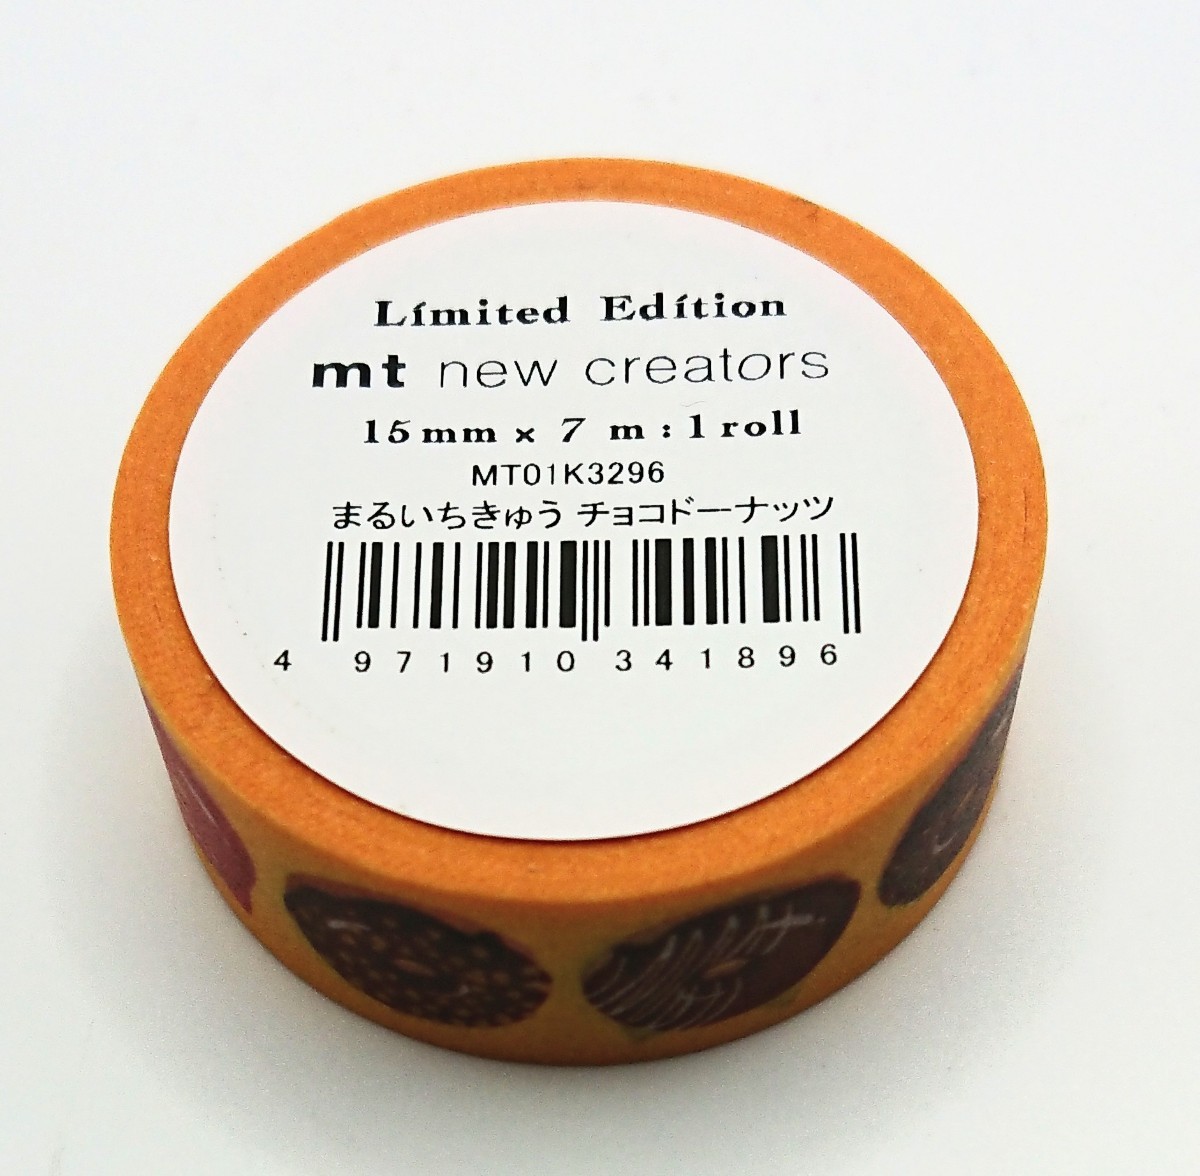 Limited Edition
mt new creators
15mm x 7 m : 1 roll
MT01K3296
まるいちきゅう チョコドーナッツ
4 971910 341896